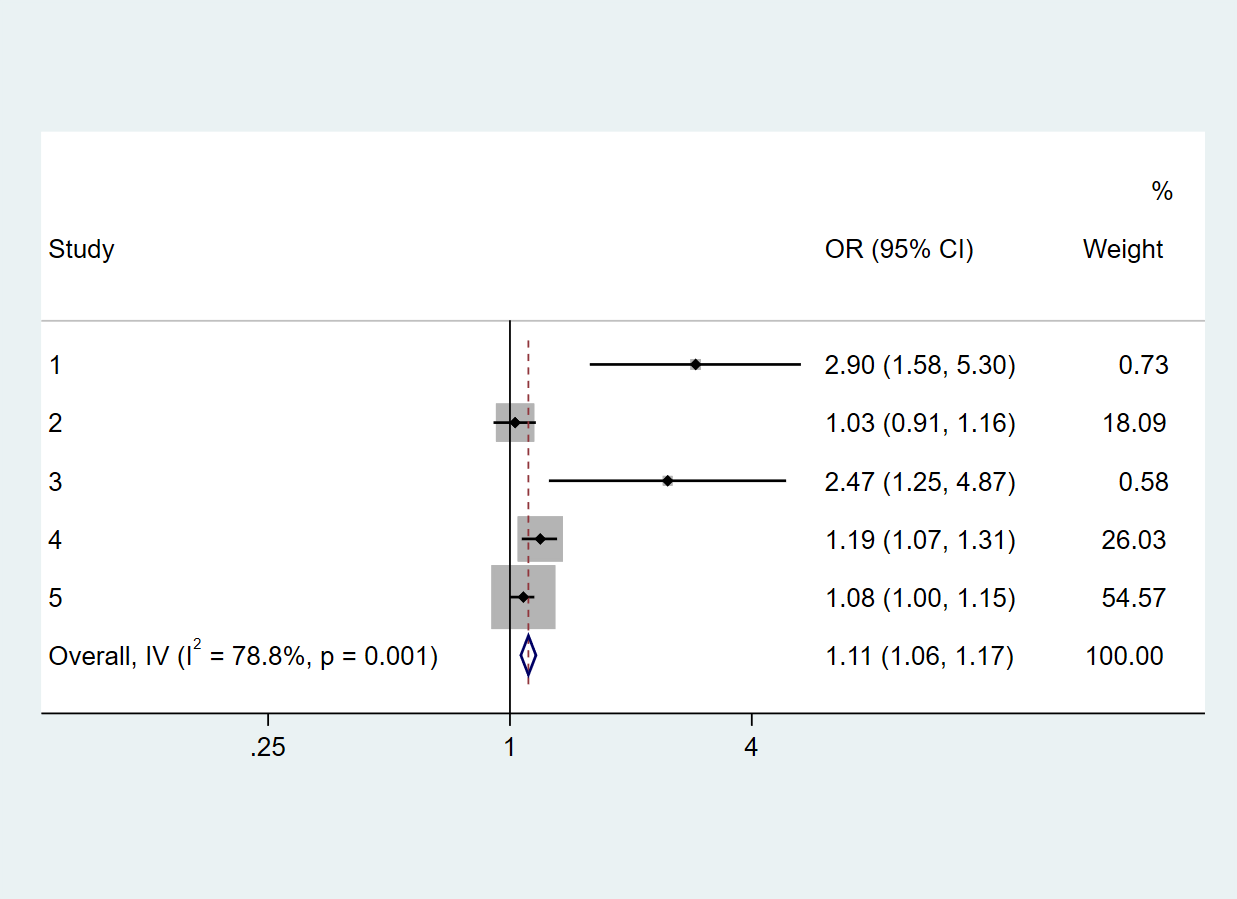 %
Study OR (95% CI) Weight
1 2.90 (1.58, 5.30) 0.73
2 1.03 (0.91, 1.16) 18.09
3 2.47 (1.25, 4.87) 0.58
4 1.19 (1.07, 1.31) 26.03
5 1.08 (1.00, 1.15) 54.57
Overall, IV (I² = 78.8%, p = 0.001) 1.11 (1.06, 1.17) 100.00
.25 1 4